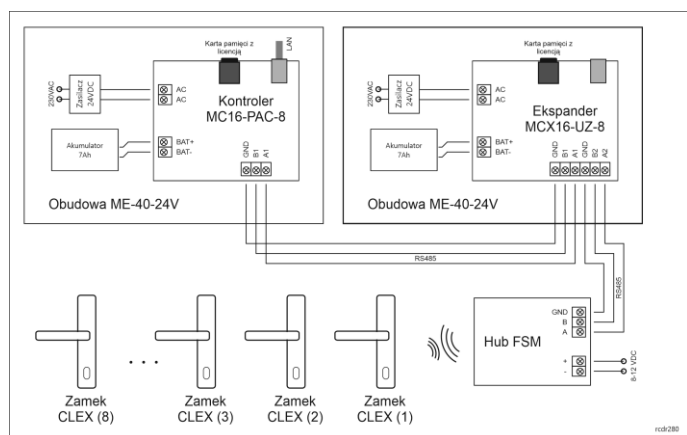 Karta pamięci z
licencją
LAN
230VAC
Zasilacz
24VDC
AC
AC
Kontroler
MC16-PAC-8
Akumulator
7Ah
BAT+
BAT-
GND
B1
A1
Obudowa ME-40-24V
Karta pamięci z
licencją
230VAC
Zasilacz
24VDC
AC
AC
Ekspander
MCX16-UZ-8
Akumulator
7Ah
BAT+
BAT-
GND
B1
A1
GND
B2
A2
Obudowa ME-40-24V
RS485
RS485
GND
B
A
Hub FSM
+
-
8-12 VDC
. . .
Zamek
CLEX (8)
Zamek
CLEX (3)
Zamek
CLEX (2)
Zamek
CLEX (1)
rcdr280